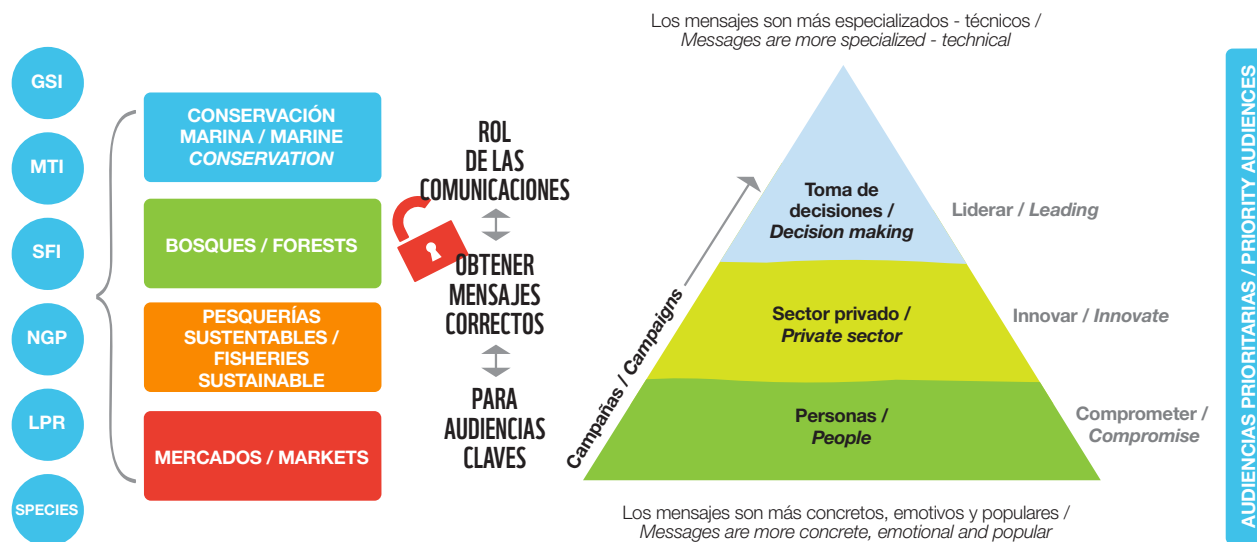 GSI
MTI
SFI
NGP
LPR
SPECIES
CONSERVACIÓN
MARINA / MARINE
CONSERVATION
BOSQUES / FORESTS
PESQUERÍAS
SUSTENTABLES /
FISHERIES
SUSTAINABLE
MERCADOS / MARKETS
ROL
DE LAS
COMUNICACIONES
OBTENER
MENSAJES
CORRECTOS
PARA
AUDIENCIAS
CLAVES
Los mensajes son más especializados - técnicos /
Messages are more specialized - technical
Campañas / Campaigns
Toma de
decisiones /
Decision making
Liderar / Leading
Sector privado /
Private sector
Innovar / Innovate
Personas /
People
Comprometer /
Compromise
Los mensajes son más concretos, emotivos y populares /
Messages are more concrete, emotional and popular
AUDIENCIAS PRIORITARIAS / PRIORITY AUDIENCES